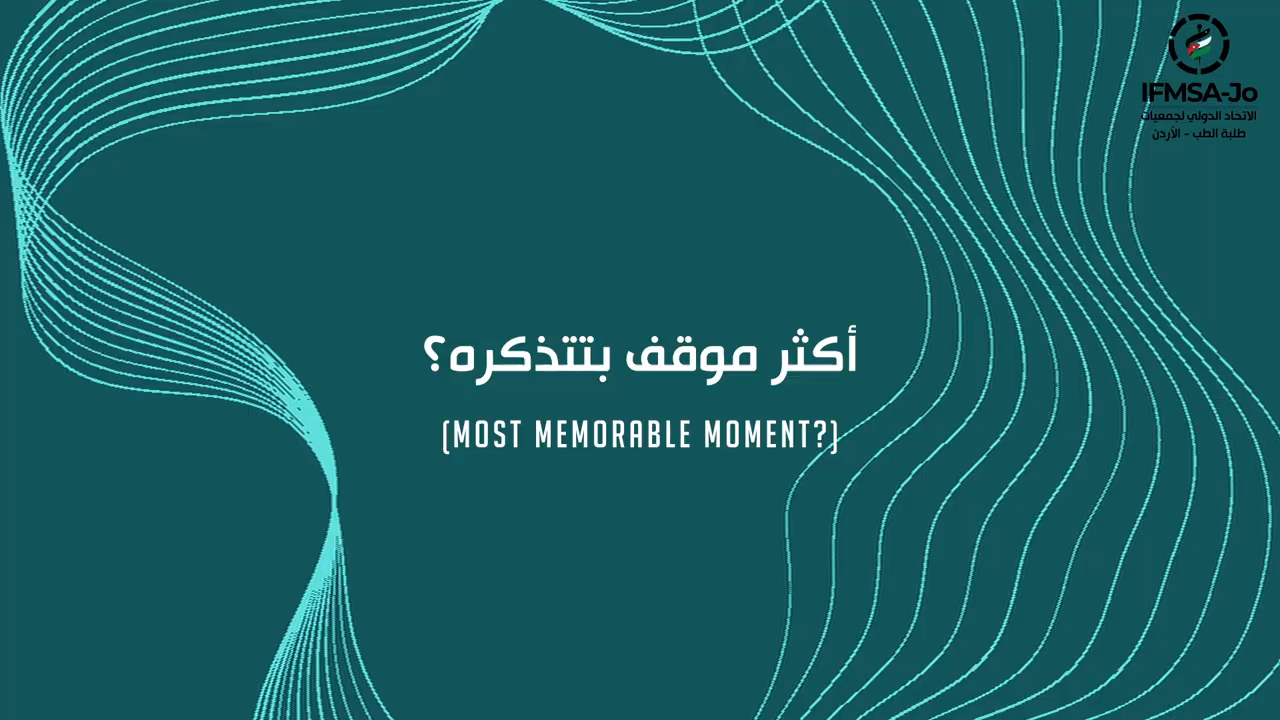 IFMSA-Jo
الاتحاد الدولي لجمعيات
طلبة الطب - الأردن
أكثر موقف بتتذكره؟
(MOST MEMORABLE MOMENT?)